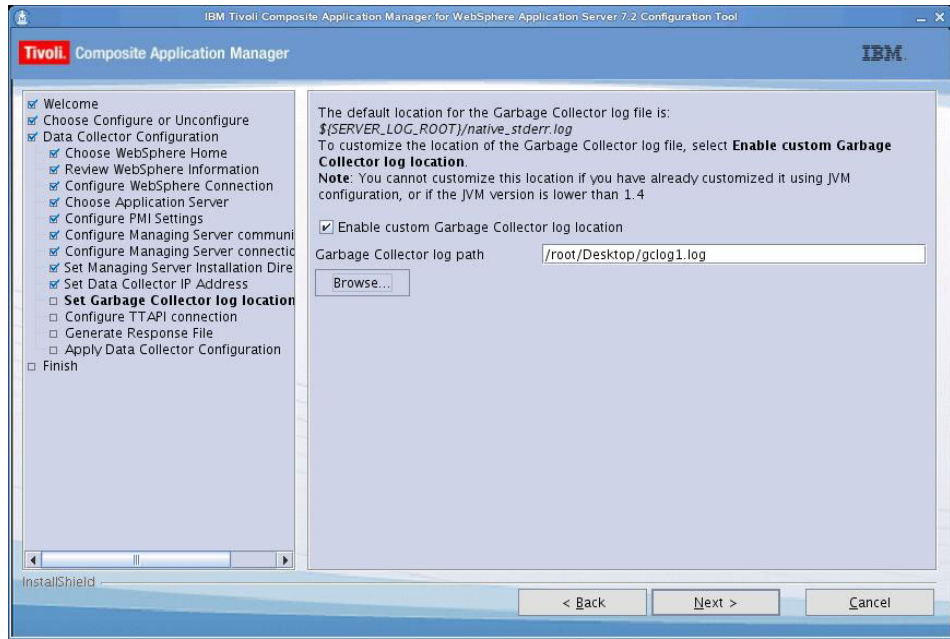 IBM Tivoli Composite Application Manager for WebSphere Application Server 7.2 Configuration Tool
Tivoli. Composite Application Manager
IBM.
Welcome
Choose Configure or Unconfigure
Data Collector Configuration
Choose WebSphere Home
Review WebSphere Information
Configure WebSphere Connection
Choose Application Server
Configure PMI Settings
Configure Managing Server communi
Configure Managing Server connectic
Set Managing Server Installation Dire
Set Data Collector IP Address
Set Garbage Collector log location
Configure TTAPI connection
Generate Response File
Apply Data Collector Configuration
Finish
The default location for the Garbage Collector log file is:
${SERVER_LOG_ROOT}/native_stderr.log
To customize the location of the Garbage Collector log file, select Enable custom Garbage
Collector log location.
Note: You cannot customize this location if you have already customized it using JVM
configuration, or if the JVM version is lower than 1.4
Enable custom Garbage Collector log location
Garbage Collector log path
/root/Desktop/gclog1.log
Browse...
InstallShield
< Back
Next >
Cancel